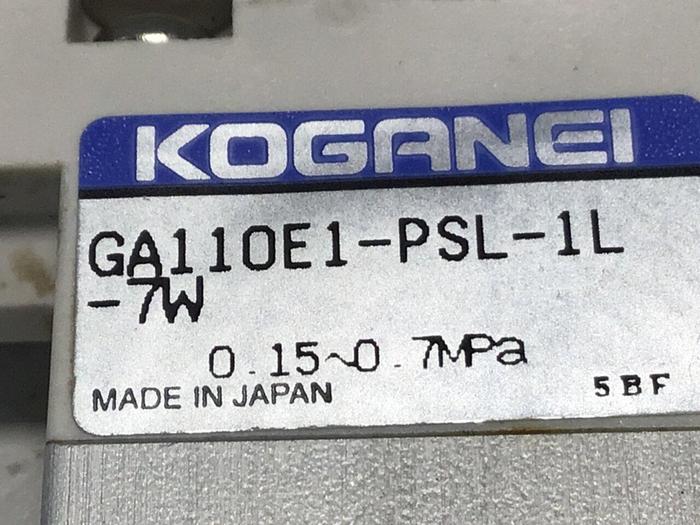 KOGANEI
GA110E1-PSL-1L
-7W
0.15~0.7MPa
MADE IN JAPAN
5BF